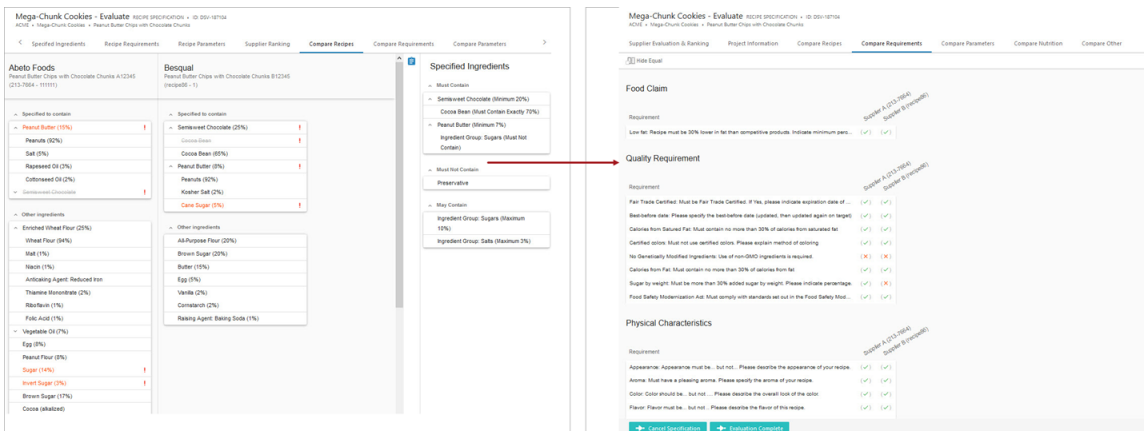 Mega-Chunk Cookies - Evaluate RECIPE SPECIFICATION • ID: DSV-187104
ACME • Mega-Chunk Cookies • Peanut Butter Chips with Chocolate Chunks
Specified Ingredients Recipe Requirements Recipe Parameters Supplier Ranking Compare Recipes Compare Requirements Compare Parameters
Abeto Foods
Peanut Butter Chips with Chocolate Chunks A12345
(213-7664 - 111111)
Specified to contain
Peanut Butter (15%) !
Peanuts (92%)
Salt (5%)
Rapeseed Oil (3%)
Cottonseed Oil (2%)
Semisweet Chocolate !
Other ingredients
Enriched Wheat Flour (25%)
Wheat Flour (94%)
Malt (1%)
Niacin (1%)
Anticaking Agent: Reduced Iron
Thiamine Mononitrate (2%)
Riboflavin (1%)
Folic Acid (1%)
Vegetable Oil (7%)
Egg (8%)
Peanut Flour (8%)
Sugar (14%) !
Invert Sugar (3%) !
Brown Sugar (17%)
Cocoa (alkalized)
Besqual
Peanut Butter Chips with Chocolate Chunks B12345
(recipe86 - 1)
Specified to contain
Semisweet Chocolate (25%) !
Cocoa Bean !
Cocoa Bean (65%)
Peanut Butter (5%) !
Peanuts (92%)
Kosher Salt (2%)
Cane Sugar (5%) !
Other ingredients
All-Purpose Flour (20%)
Brown Sugar (20%)
Butter (15%)
Egg (5%)
Vanilla (2%)
Cornstarch (2%)
Raising Agent: Baking Soda (1%)
Specified Ingredients
Must Contain
Semisweet Chocolate (Minimum 20%)
Cocoa Bean (Must Contain Exactly 70%)
Peanut Butter (Minimum 7%)
Ingredient Group: Sugars (Must Not
Contain)
Must Not Contain
Preservative
May Contain
Ingredient Group: Sugars (Maximum
10%)
Ingredient Group: Salts (Maximum 3%)
Mega-Chunk Cookies - Evaluate RECIPE SPECIFICATION • ID: DSV-187104
ACME • Mega-Chunk Cookies • Peanut Butter Chips with Chocolate Chunks
Supplier Evaluation & Ranking Project Information Compare Recipes Compare Requirements Compare Parameters Compare Nutrition Compare Other
Hide Equal
Food Claim
Supplier A (213-7664)
Supplier B (recipe86)
Requirement
Low fat: Recipe must be 30% lower in fat than competitive products. Indicate minimum perc...
Quality Requirement
Supplier A (213-7664)
Supplier B (recipe86)
Requirement
Fair Trade Certified: Must be Fair Trade Certified. If Yes, please indicate expiration date of ...
Best-before date: Please specify the best-before date (updated, then updated again on target)
Calories from Satured Fat: Must contain no more than 30% of calories from saturated fat
Certified colors: Must not use certified colors. Please explain method of coloring
No Genetically Modified Ingredients: Use of non-GMO ingredients is required.
Calories from Fat: Must contain no more than 30% of calories from fat
Sugar by weight: Must be more than 30% added sugar by weight. Please indicate percentage.
Food Safety Modernization Act: Must comply with standards set out in the Food Safety Mod...
Physical Characteristics
Supplier A (213-7664)
Supplier B (recipe86)
Requirement
Appearance: Appearance must be... but not... Please describe the appearance of your recipe.
Aroma: Must have a pleasing aroma. Please specify the aroma of your recipe.
Color: Color should be... but not .... Please describe the overall look of the color.
Flavor: Flavor must be... but not... Please describe the flavor of this recipe.
Cancel Specification Evaluation Complete